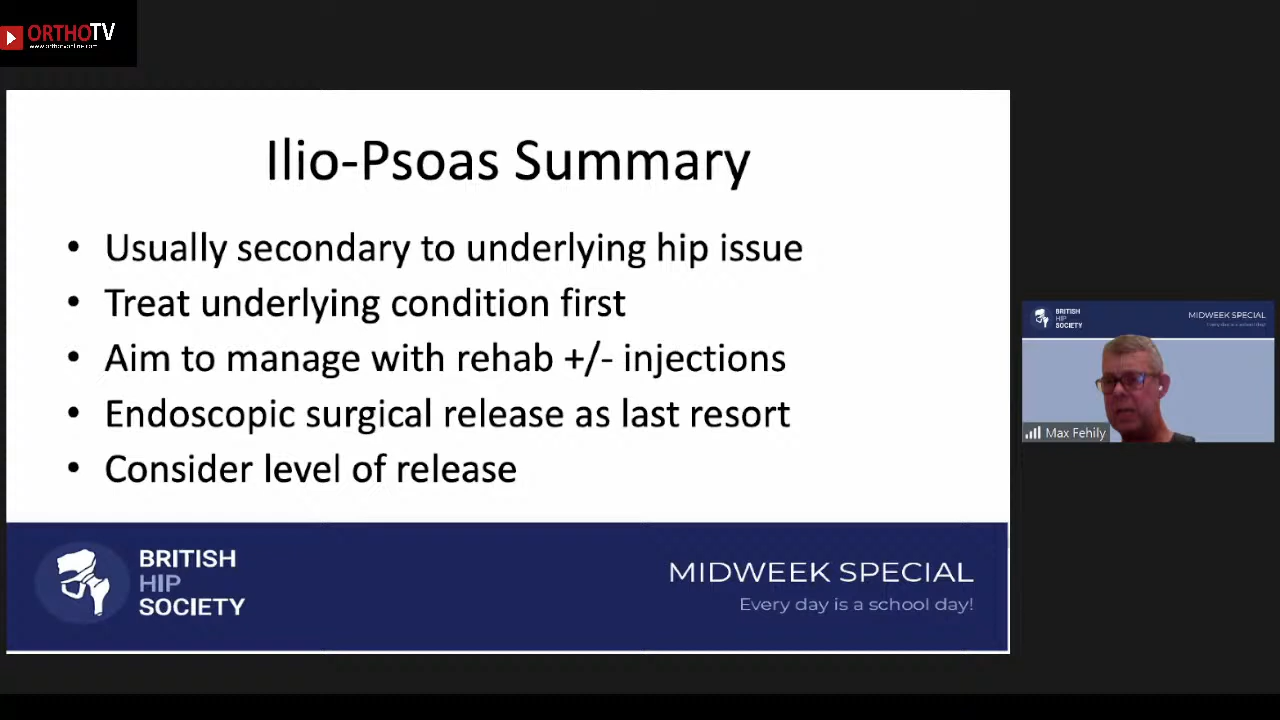 ORTHOTV
Ilio-Psoas Summary
• Usually secondary to underlying hip issue
• Treat underlying condition first
• Aim to manage with rehab +/- injections
• Endoscopic surgical release as last resort
• Consider level of release
BRITISH
HIP
SOCIETY
MIDWEEK SPECIAL
Every day is a school day!
BRITISH
HIP
SOCIETY
MIDWEEK SPECIAL
Max Fehily